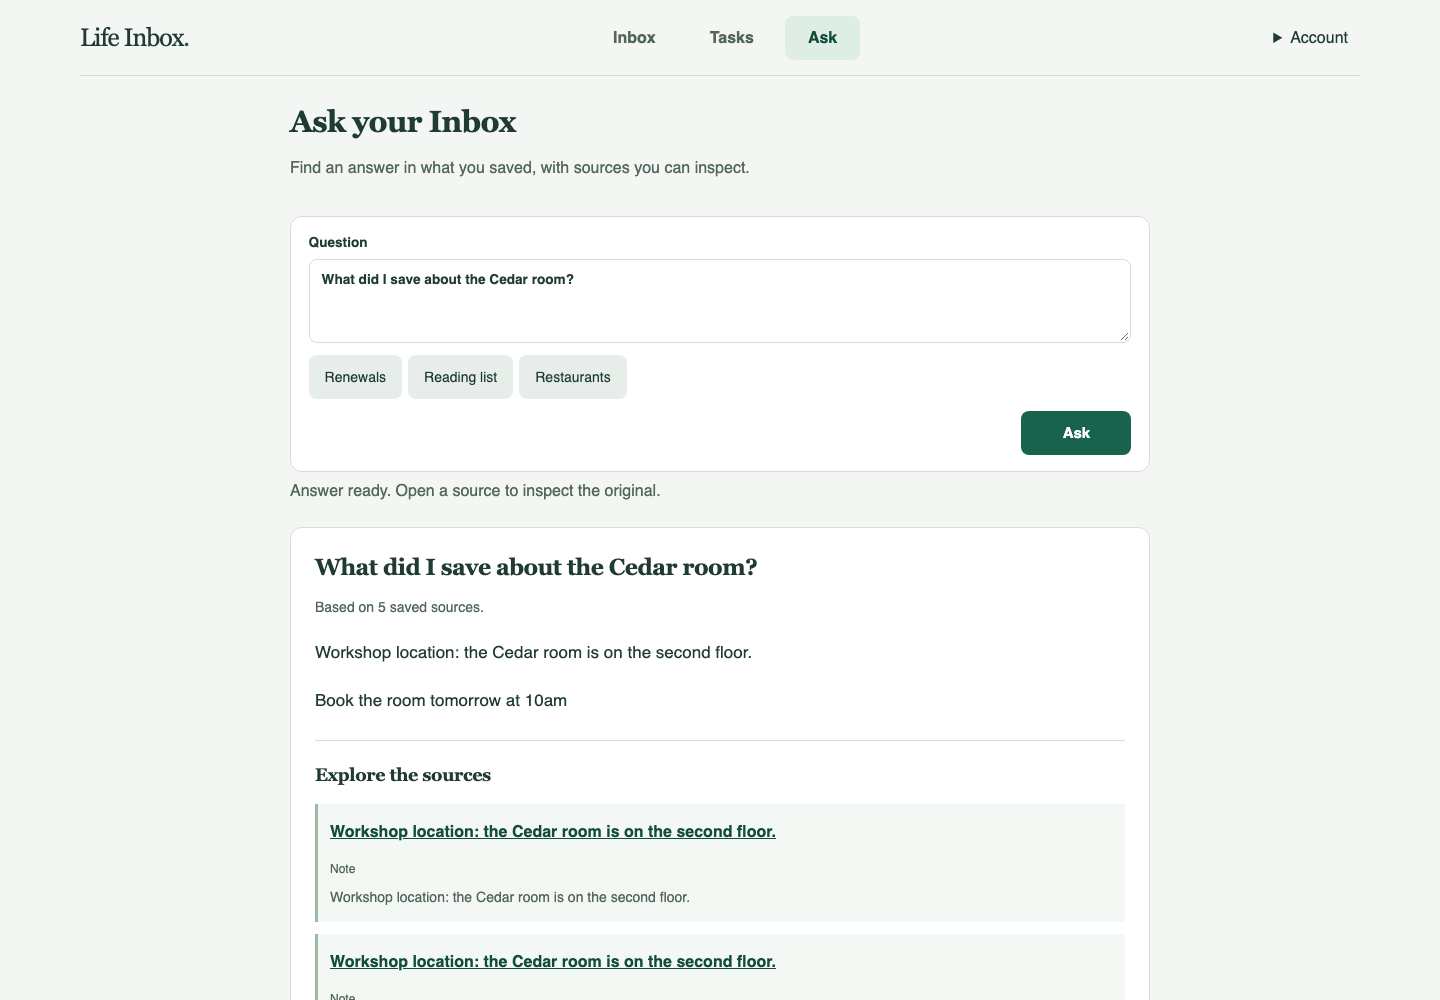 Life Inbox.
Inbox
Tasks
Ask
▶ Account
Ask your Inbox
Find an answer in what you saved, with sources you can inspect.
Question
What did I save about the Cedar room?
Renewals
Reading list
Restaurants
Ask
Answer ready. Open a source to inspect the original.
What did I save about the Cedar room?
Based on 5 saved sources.
Workshop location: the Cedar room is on the second floor.
Book the room tomorrow at 10am
Explore the sources
Workshop location: the Cedar room is on the second floor.
Note
Workshop location: the Cedar room is on the second floor.
Workshop location: the Cedar room is on the second floor.
Note